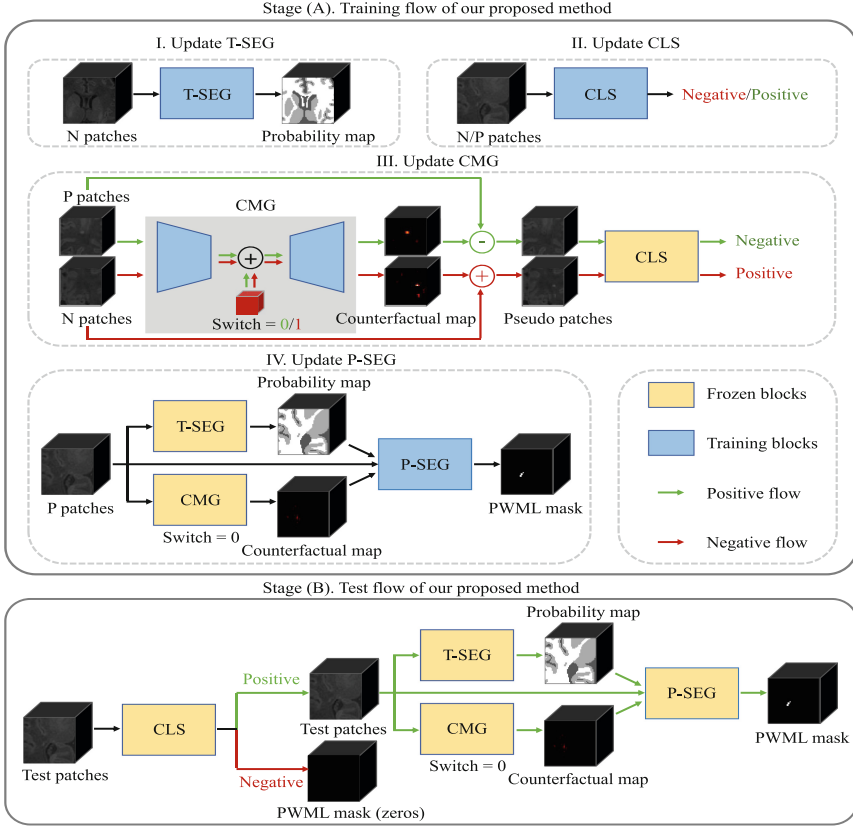 Stage (A). Training flow of our proposed method
I. Update T-SEG
T-SEG
N patches
Probability map
II. Update CLS
CLS
Negative/Positive
N/P patches
III. Update CMG
P patches
CMG
+
-
+
CLS
Negative
Positive
N patches
Switch = 0/1
Counterfactual map
Pseudo patches
IV. Update P-SEG
Probability map
T-SEG
P-SEG
CMG
P patches
Switch = 0
Counterfactual map
PWML mask
Frozen blocks
Training blocks
Positive flow
Negative flow
Stage (B). Test flow of our proposed method
Probability map
T-SEG
Positive
P-SEG
CLS
Test patches
CMG
Test patches
Negative
Switch = 0
Counterfactual map
PWML mask
PWML mask (zeros)